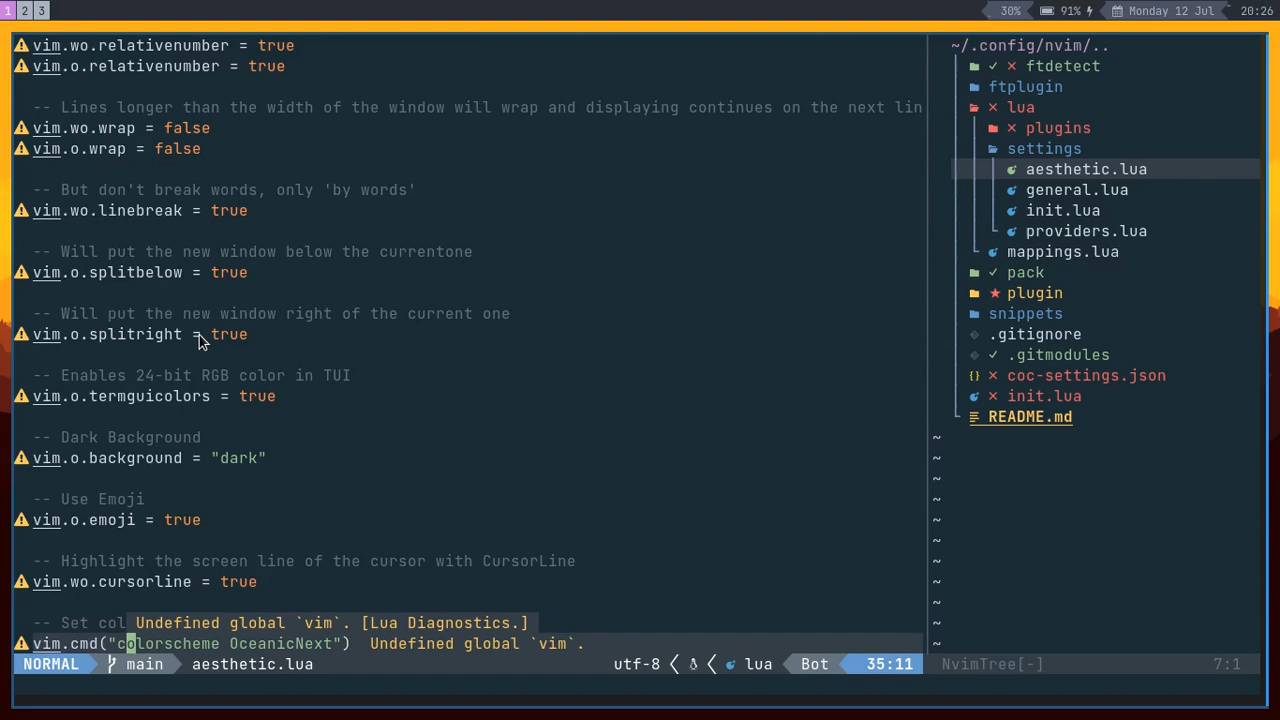 1 2 3
30% 91% Monday 12 Jul 20:26
vim.wo.relativenumber = true
vim.o.relativenumber = true
-- Lines longer than the width of the window will wrap and displaying continues on the next lin
vim.wo.wrap = false
vim.o.wrap = false
-- But don't break words, only 'by words'
vim.wo.linebreak = true
-- Will put the new window below the currentone
vim.o.splitbelow = true
-- Will put the new window right of the current one
vim.o.splitright = true
-- Enables 24-bit RGB color in TUI
vim.o.termguicolors = true
-- Dark Background
vim.o.background = "dark"
-- Use Emoji
vim.o.emoji = true
-- Highlight the screen line of the cursor with CursorLine
vim.wo.cursorline = true
-- Set col Undefined global `vim`. [Lua Diagnostics.]
vim.cmd("colorscheme OceanicNext") Undefined global `vim`.
NORMAL main aesthetic.lua utf-8 lua Bot 35:11
~/.config/nvim/..
✓ ✕ ftdetect
ftplugin
✕ lua
✕ plugins
settings
aesthetic.lua
general.lua
init.lua
providers.lua
mappings.lua
✓ pack
★ plugin
snippets
.gitignore
✓ .gitmodules
{} ✕ coc-settings.json
✕ init.lua
README.md
~
~
~
~
~
~
~
~
~
~
~
NvimTree[-] 7:1